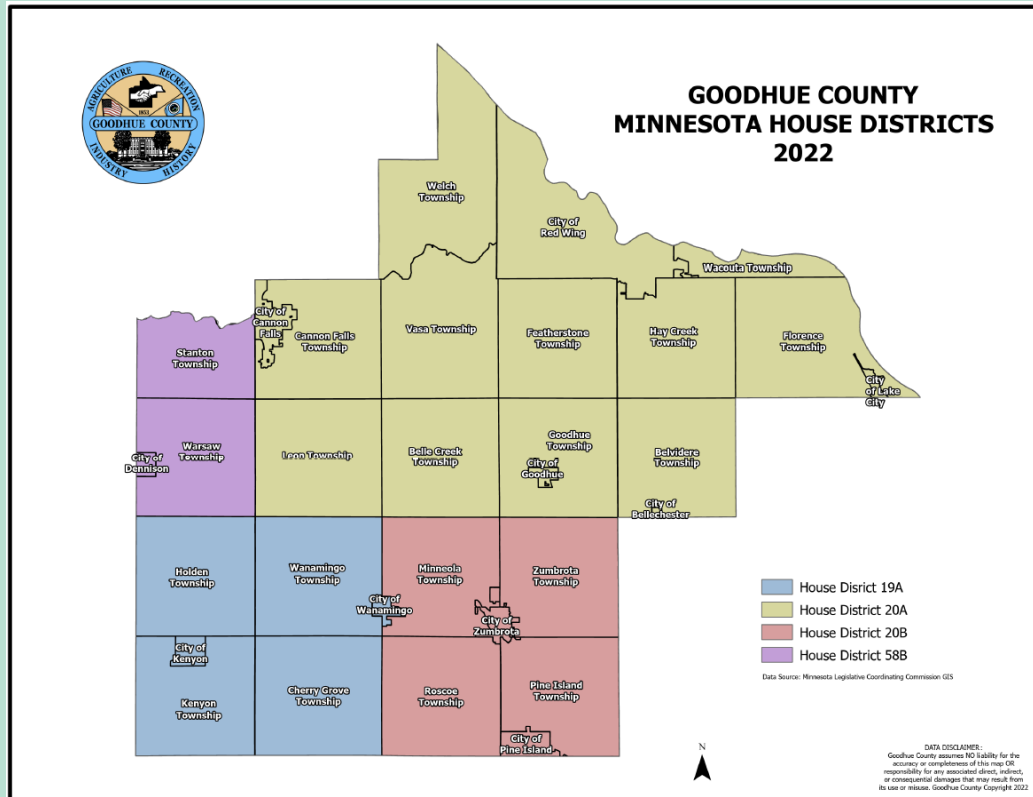 AGRICULTURE
RECREATION
1853
GOODHUE COUNTY
INDUSTRY
HISTORY
GOODHUE COUNTY
MINNESOTA HOUSE DISTRICTS
2022
Welch
Township
City of
Red Wing
Wacouta Township
City of
Cannon
Falls
Cannon Falls
Township
Vasa Township
Featherstone
Township
Hay Creek
Township
Florence
Township
City
of Lake
City
Stanton
Township
Warsaw
Township
City of
Dennison
Leon Township
Belle Creek
Township
Goodhue
Township
City of
Goodhue
Belvidere
Township
City of
Bellechester
Holden
Township
Wanamingo
Township
City of
Wanamingo
Minneola
Township
Zumbrota
Township
City of
Zumbrota
City of
Kenyon
Kenyon
Township
Cherry Grove
Township
Roscoe
Township
Pine Island
Township
City of
Pine Island
House Disrict 19A
House District 20A
House District 20B
House District 58B
Data Source: Minnesota Legislative Coordinating Commission GIS
N
DATA DISCLAIMER:
Goodhue County assumes NO liability for the
accuracy or completeness of this map OR
responsibility for any associated direct, indirect,
or consequential damages that may result from
its use or misuse. Goodhue County Copyright 2022